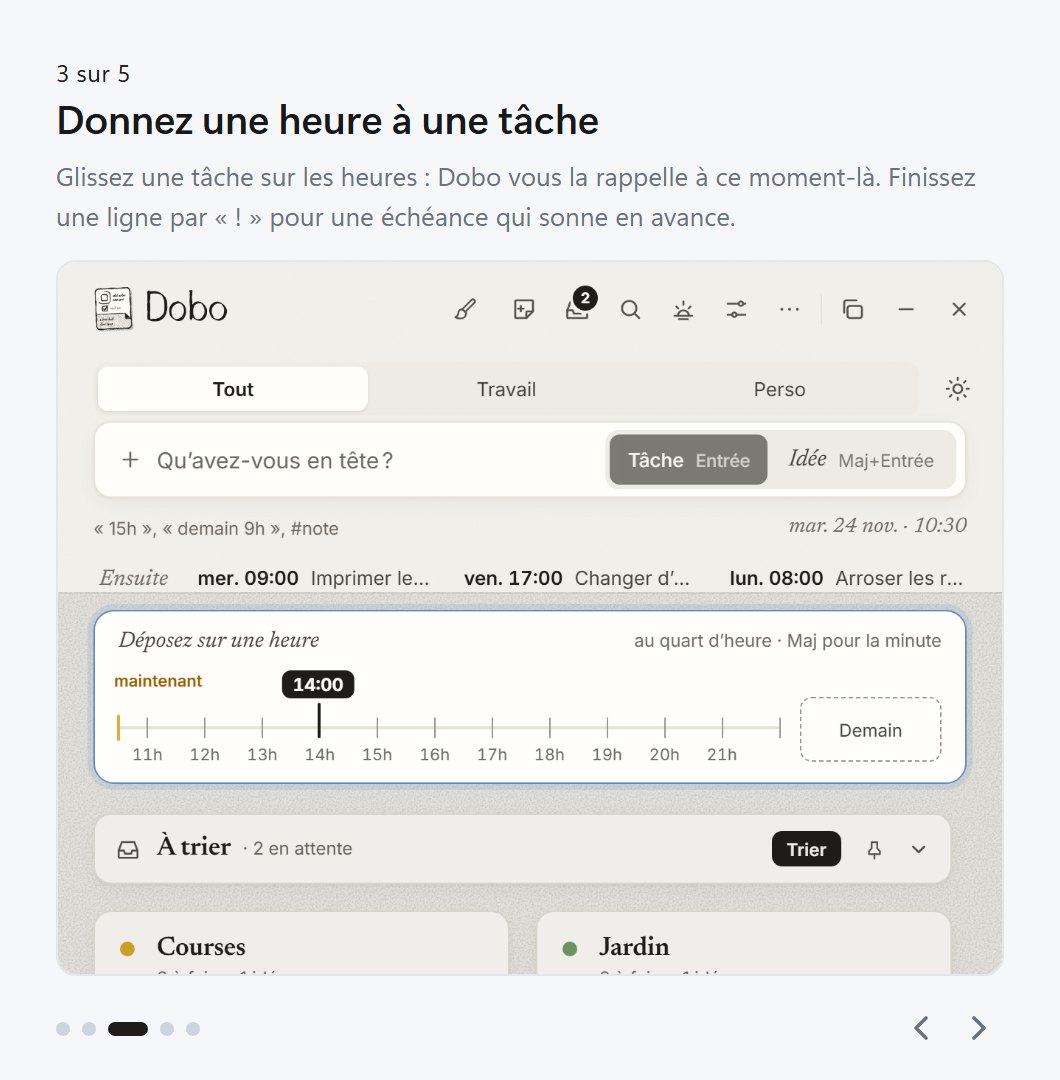 3 sur 5
Donnez une heure à une tâche
Glissez une tâche sur les heures : Dobo vous la rappelle à ce moment-là. Finissez
une ligne par « ! » pour une échéance qui sonne en avance.
Dobo
2
Tout
Travail
Perso
Qu’avez-vous en tête ?
Tâche Entrée
Idée Maj+Entrée
« 15h », « demain 9h », #note
mar. 24 nov. · 10:30
Ensuite mer. 09:00 Imprimer le... ven. 17:00 Changer d’... lun. 08:00 Arroser les r...
Déposez sur une heure
au quart d’heure · Maj pour la minute
maintenant
14:00
11h 12h 13h 14h 15h 16h 17h 18h 19h 20h 21h
Demain
À trier · 2 en attente
Trier
Courses
Jardin